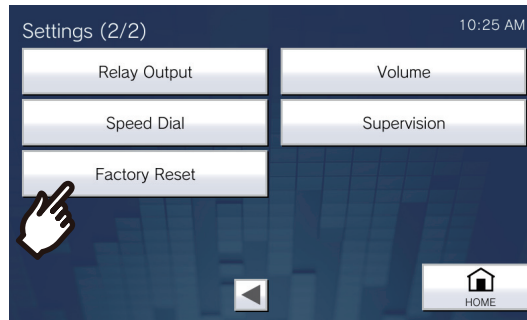 Settings (2/2)
10:25 AM
Relay Output
Volume
Speed Dial
Supervision
Factory Reset
HOME